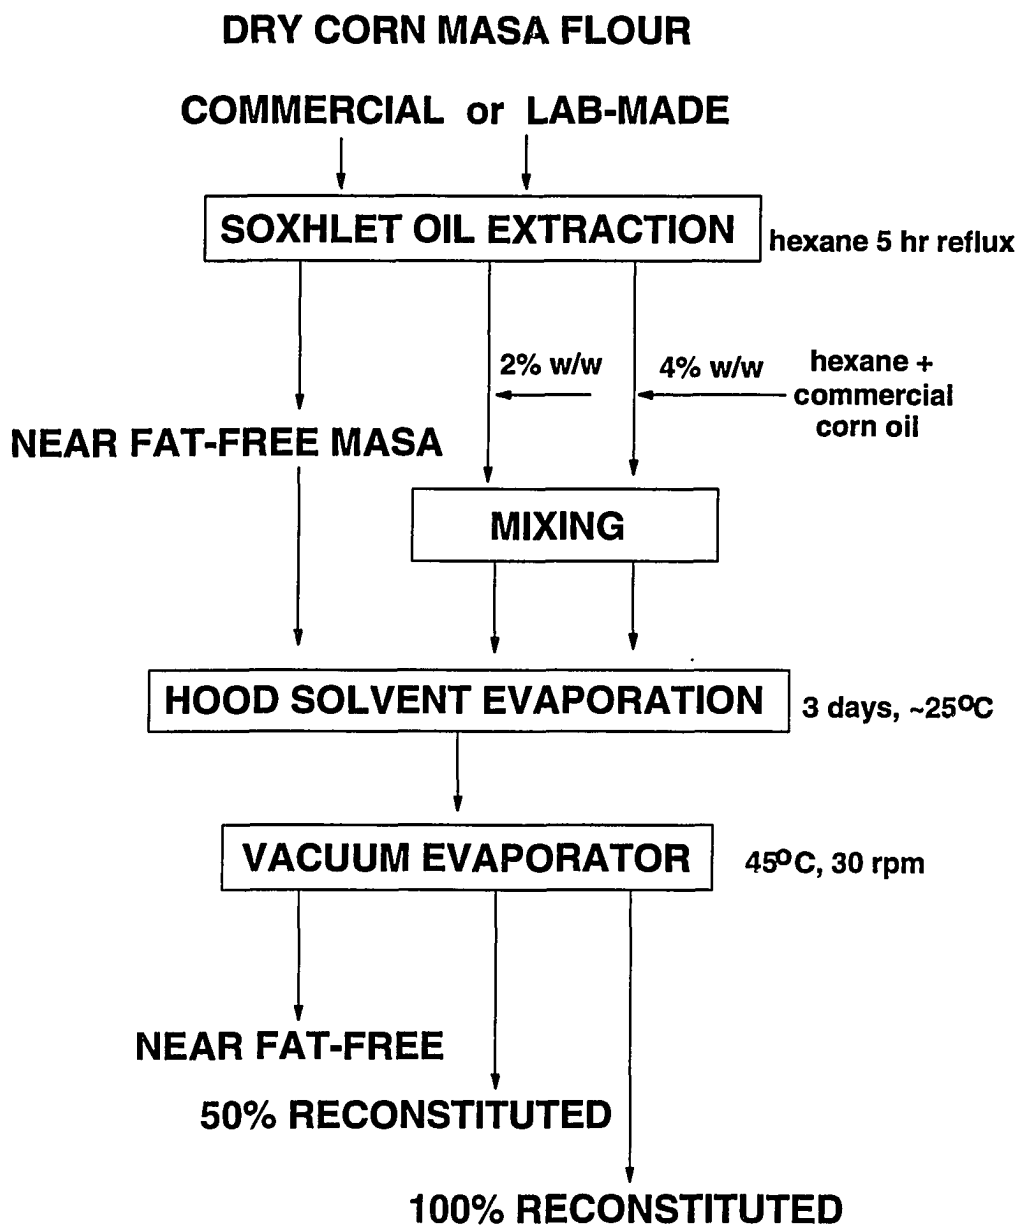 DRY CORN MASA FLOUR
COMMERCIAL or LAB-MADE
SOXHLET OIL EXTRACTION
hexane 5 hr reflux
2% w/w
4% w/w
hexane +
commercial
corn oil
NEAR FAT-FREE MASA
MIXING
HOOD SOLVENT EVAPORATION
3 days, ~25ºC
VACUUM EVAPORATOR
45ºC, 30 rpm
NEAR FAT-FREE
50% RECONSTITUTED
100% RECONSTITUTED